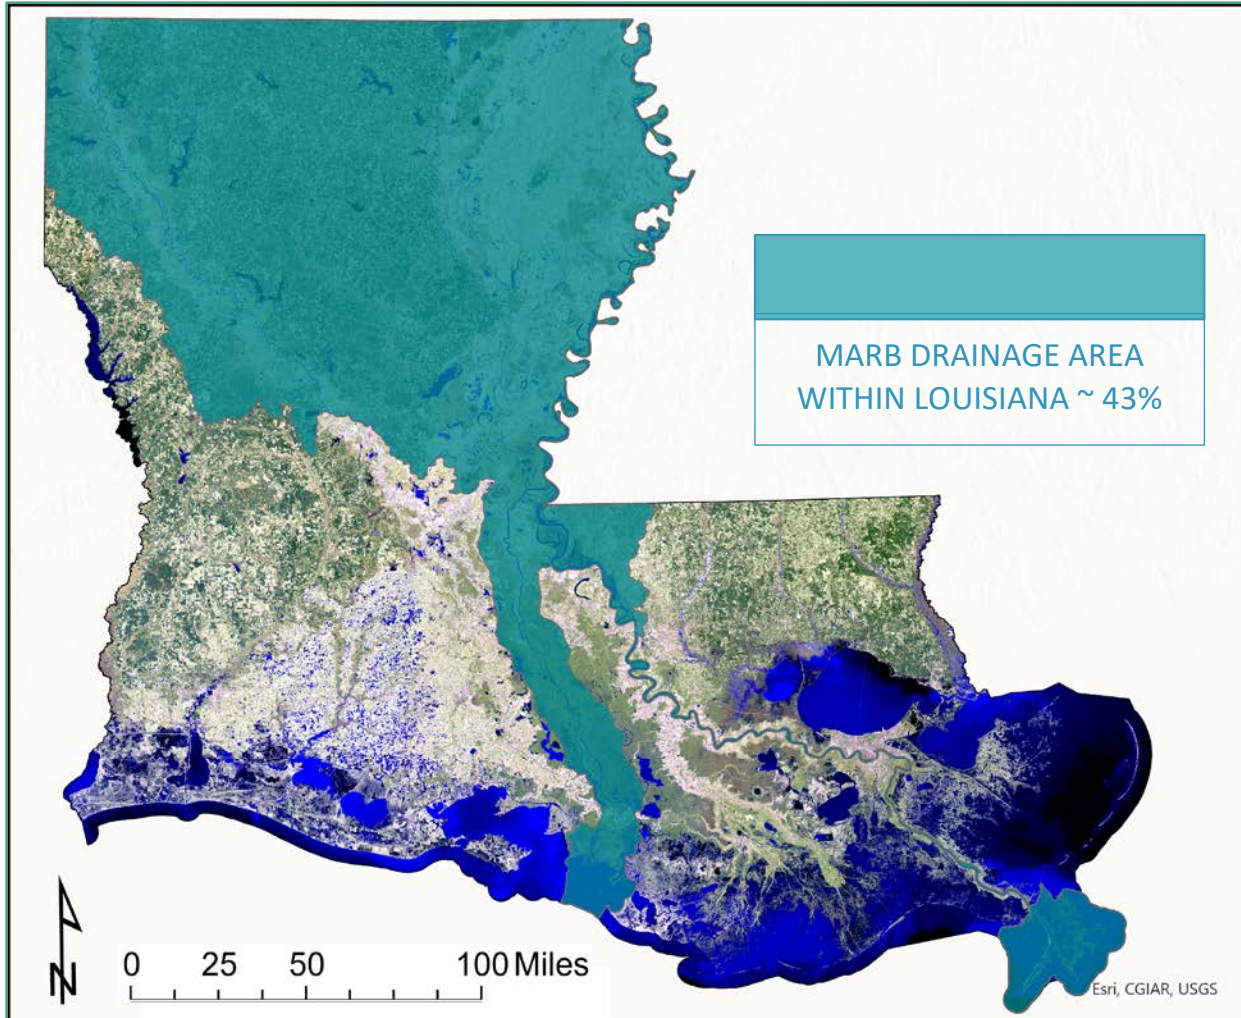 MARB DRAINAGE AREA
WITHIN LOUISIANA ~ 43%
N
0 25 50 100 Miles
Esri, CGIAR, USGS